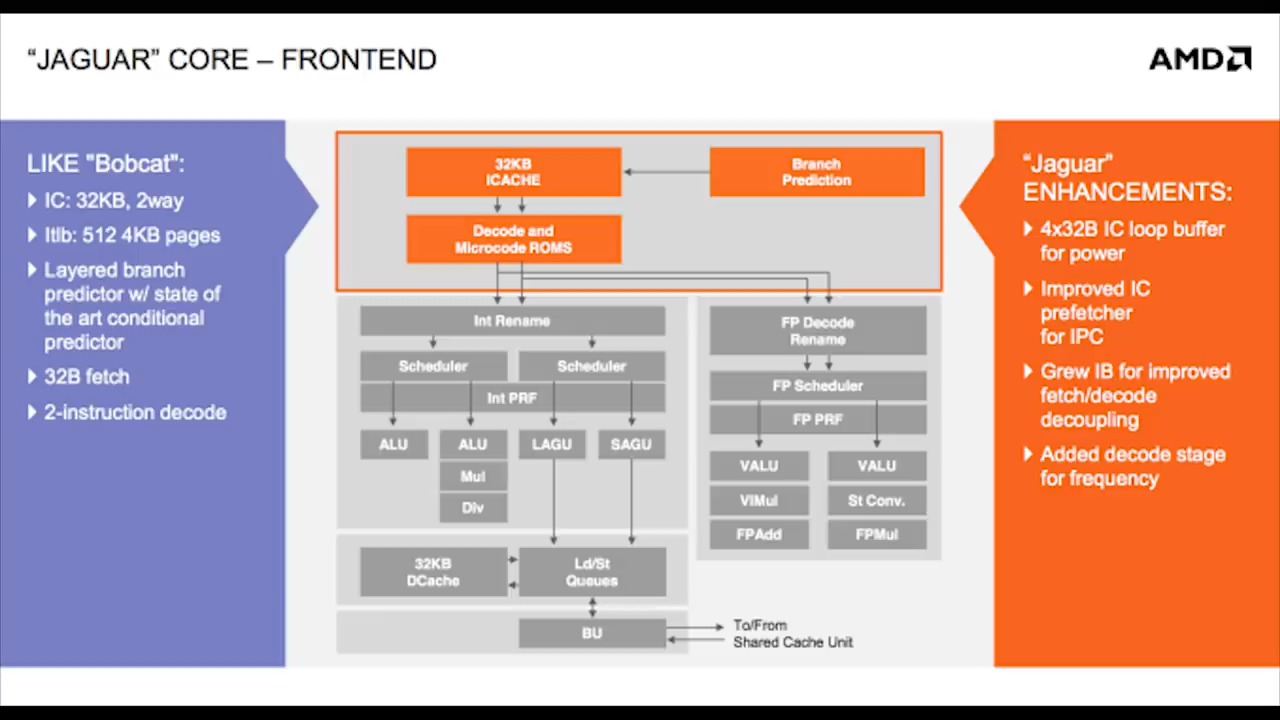 “JAGUAR” CORE – FRONTEND
AMD
LIKE "Bobcat":
IC: 32KB, 2way
Itlb: 512 4KB pages
Layered branch
predictor w/ state of
the art conditional
predictor
32B fetch
2-instruction decode
32KB
ICACHE
Branch
Prediction
Decode and
Microcode ROMS
Int Rename
Scheduler
Scheduler
Int PRF
ALU
ALU
LAGU
SAGU
Mul
Div
FP Decode
Rename
FP Scheduler
FP PRF
VALU
VALU
VIMul
St Conv.
FPAdd
FPMul
32KB
DCache
Ld/St
Queues
BU
To/From
Shared Cache Unit
“Jaguar”
ENHANCEMENTS:
4x32B IC loop buffer
for power
Improved IC
prefetcher
for IPC
Grew IB for improved
fetch/decode
decoupling
Added decode stage
for frequency